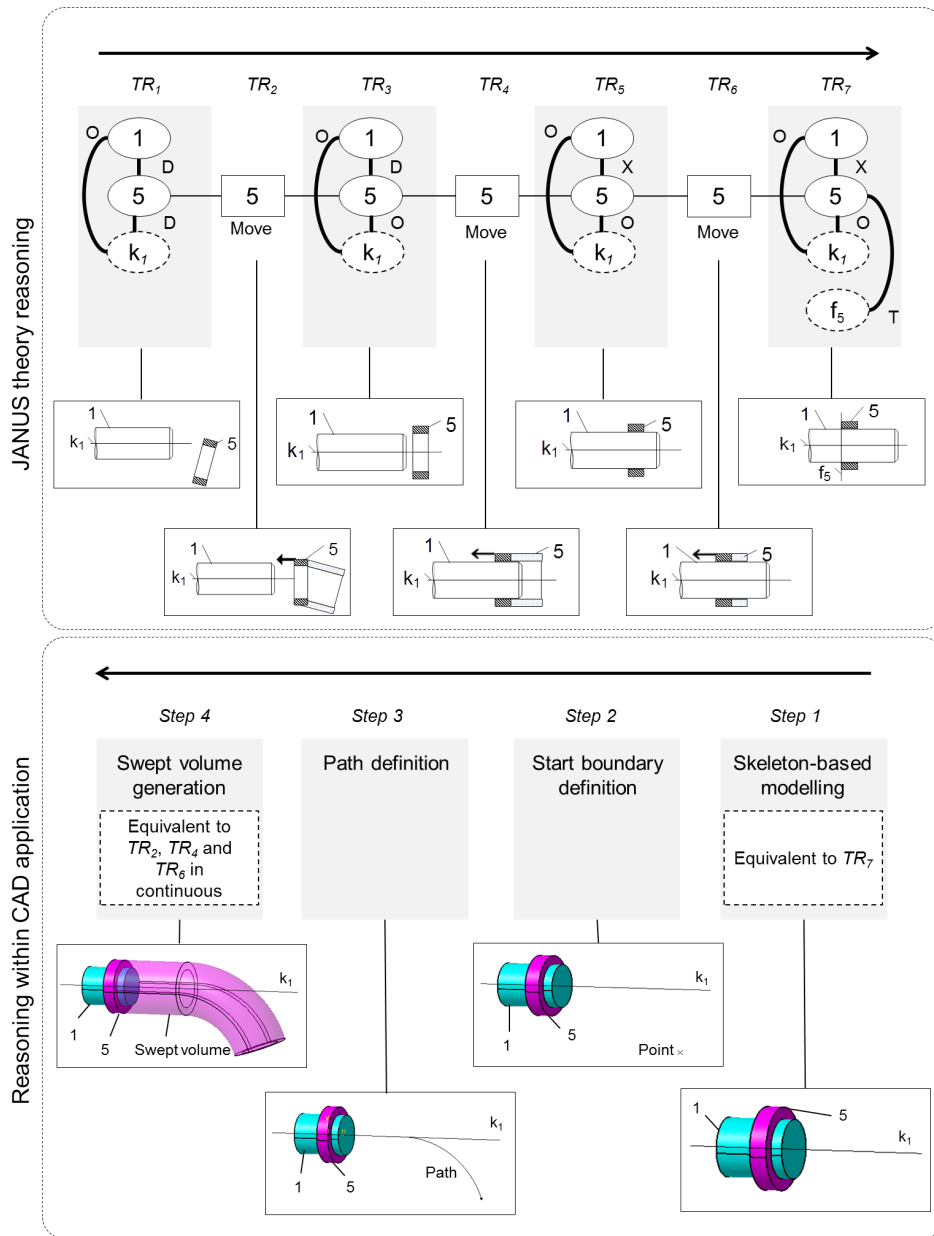 JANUS theory reasoning
TR1 TR2 TR3 TR4 TR5 TR6 TR7
O 1 O 1 O 1 O 1
D D X X
5 5 5 5 5 5 5
D Move O Move O Move O
k1 k1 k1 k1
f5 T
1 5 k1
1 5 k1
1 5 k1
1 5 k1 f5
1 5 k1
1 5 k1
1 5 k1
Reasoning within CAD application
Step 4 Step 3 Step 2 Step 1
Swept volume
generation
Equivalent to
TR2, TR4 and
TR6 in
continuous
Path definition
Start boundary
definition
Skeleton-based
modelling
Equivalent to TR7
k1
1
5
Swept volume
k1
1
5
Point ×
k1
1
5
Path
1
5
k1